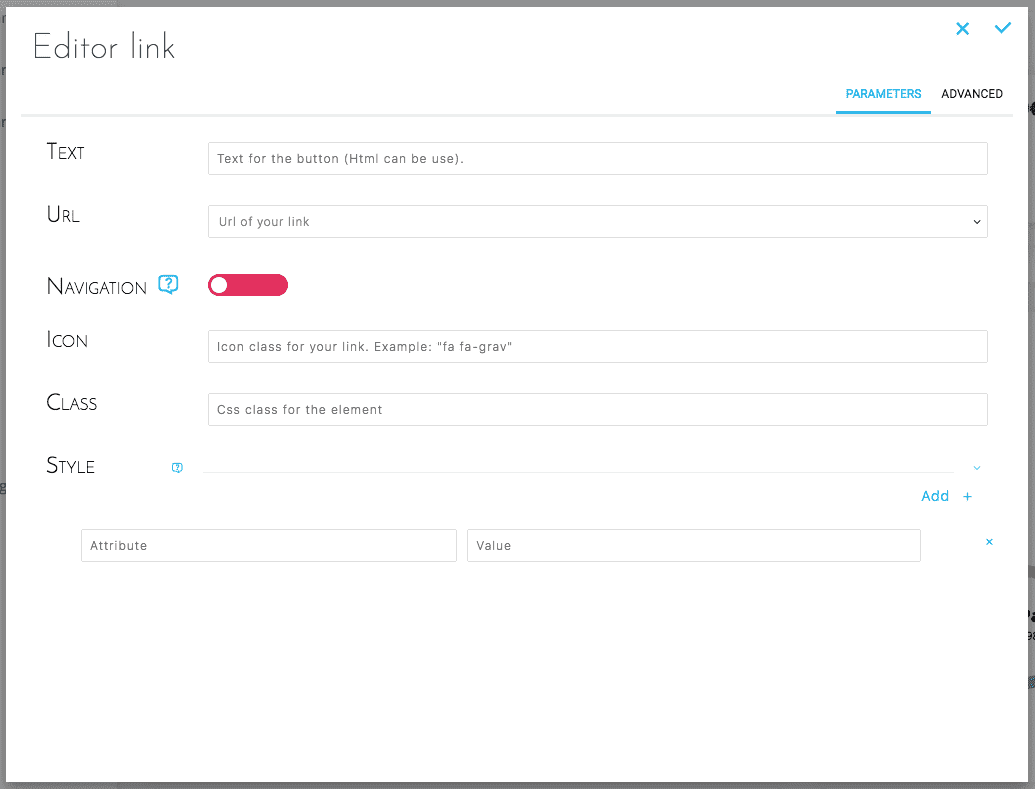 Editor link
PARAMETERS ADVANCED
Text Text for the button (Html can be use).
Url Url of your link
Navigation ?
Icon Icon class for your link. Example: "fa fa-grav"
Class Css class for the element
Style ?
Add +
Attribute Value